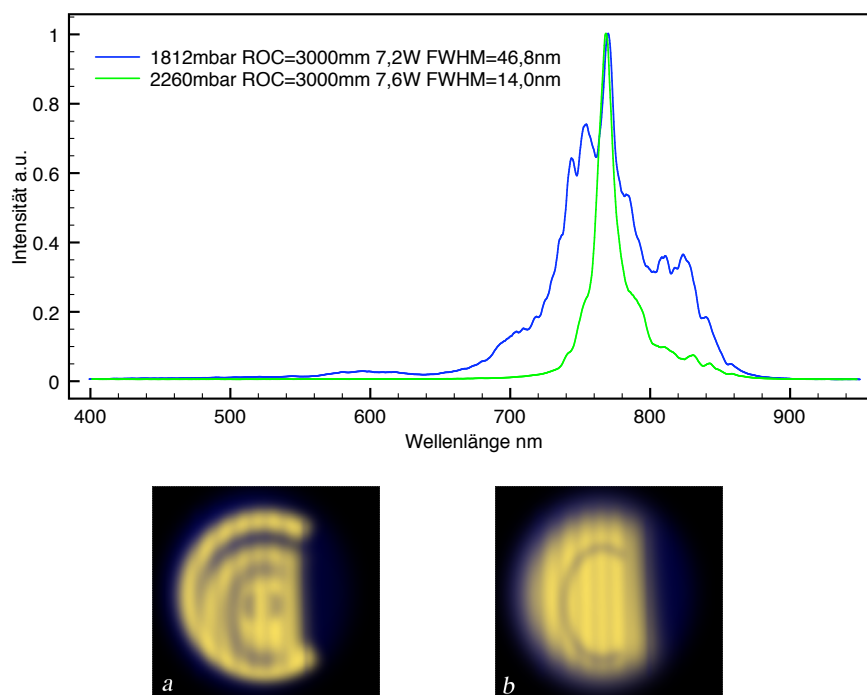 1812mbar ROC=3000mm 7,2W FWHM=46,8nm
2260mbar ROC=3000mm 7,6W FWHM=14,0nm
Intensität a.u.
1
0.8
0.6
0.4
0.2
0
400 500 600 700 800 900
Wellenlänge nm
a b